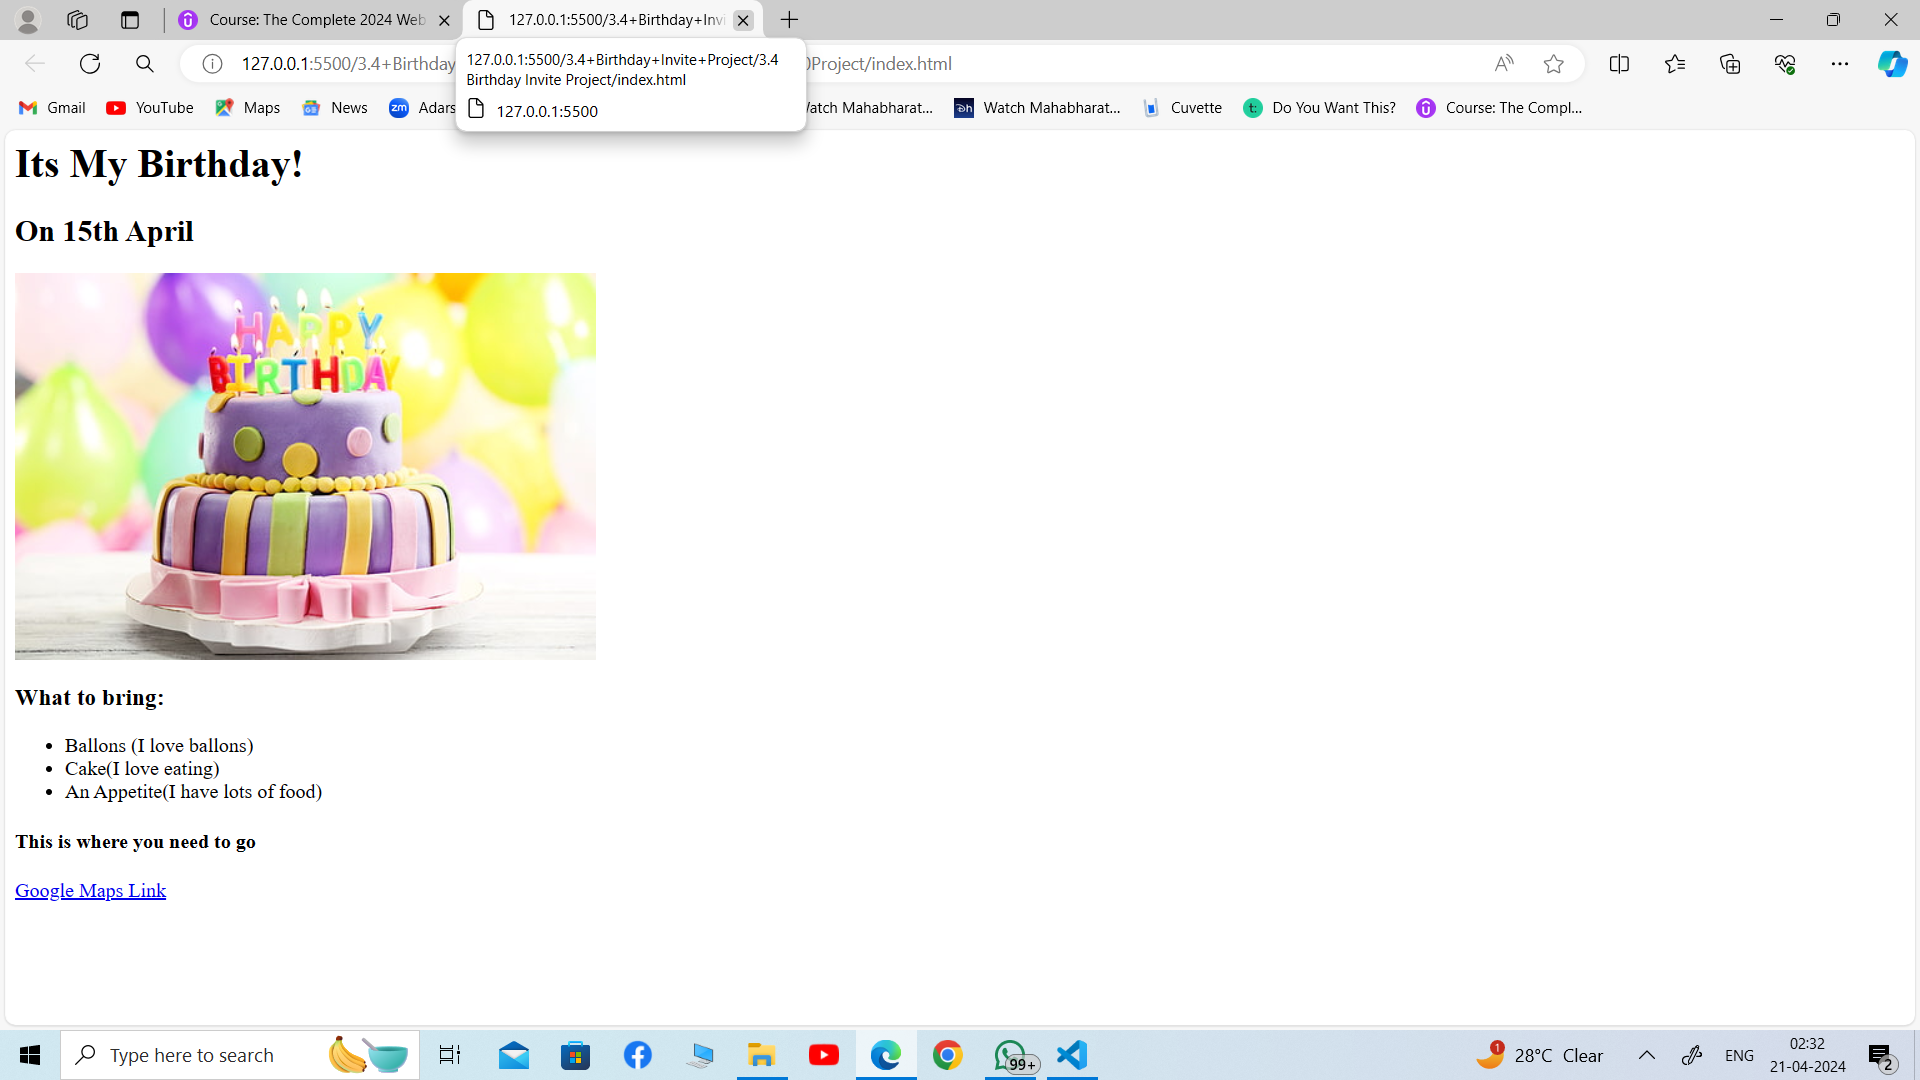 Course: The Complete 2024 Web
127.0.0.1:5500/3.4+Birthday+Invi
127.0.0.1:5500/3.4+Birthday 0Project/index.html
127.0.0.1:5500/3.4+Birthday+Invite+Project/3.4
Birthday Invite Project/index.html
127.0.0.1:5500
Gmail YouTube Maps News zm Adars Watch Mahabharat... Watch Mahabharat... Cuvette Do You Want This? Course: The Compl...
Its My Birthday!
On 15th April
HAPPY
BIRTHDAY
What to bring:
• Ballons (I love ballons)
• Cake(I love eating)
• An Appetite(I have lots of food)
This is where you need to go
Google Maps Link
Type here to search
99+
1
28°C Clear
ENG
02:32
21-04-2024
2